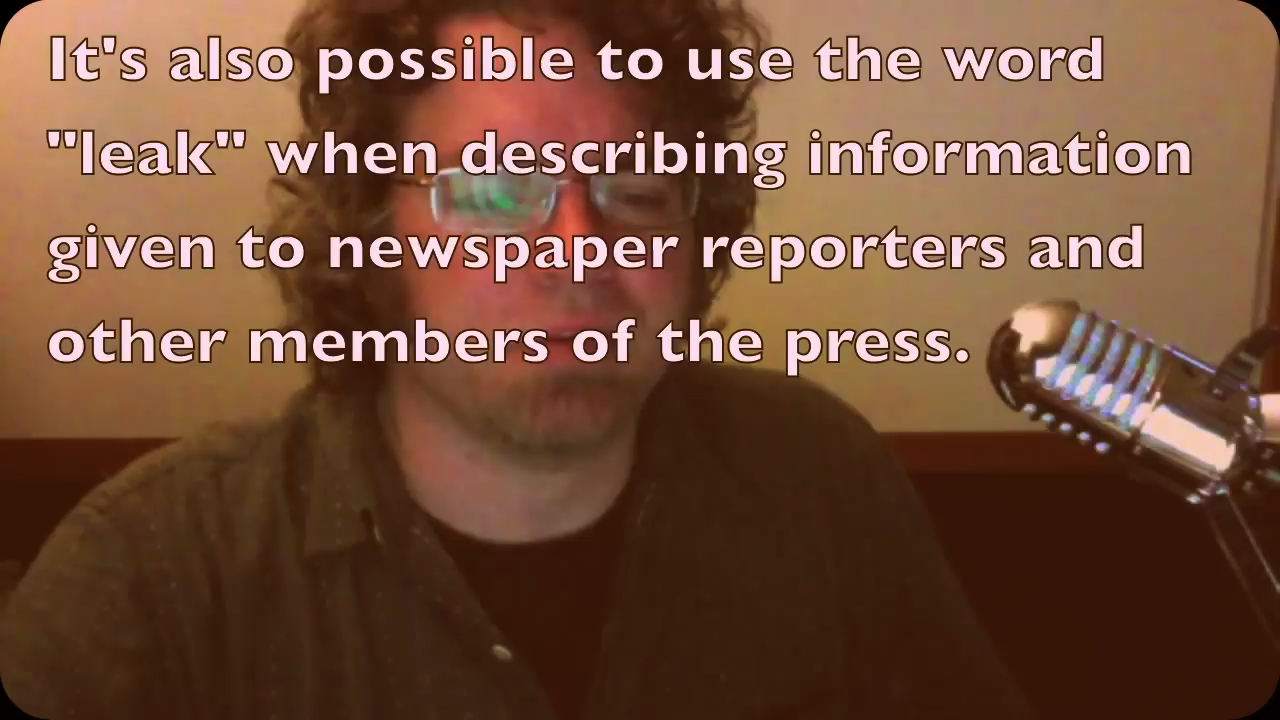 It's also possible to use the word
"leak" when describing information
given to newspaper reporters and
other members of the press.